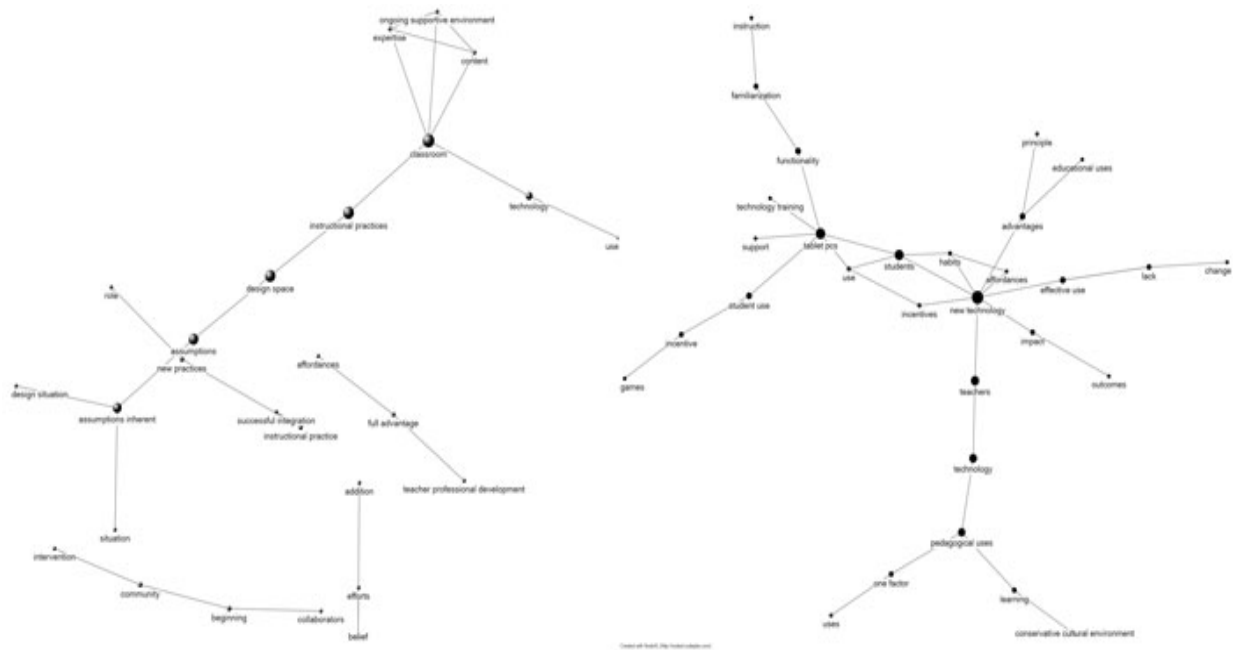 ongoing supportive environment
expertise
content
classroom
technology
use
instructional practices
design space
role
assumptions
new practices
design situation
assumptions inherent
successful integration
instructional practice
affordances
full advantage
teacher professional development
addition
situation
intervention
community
beginning
collaborators
efforts
belief
instruction
familiarization
functionality
principle
educational uses
technology training
advantages
support
tablet pcs
students
habits
use
affordances
effective use
lack
change
student use
incentives
new technology
incentive
impact
games
outcomes
teachers
technology
pedagogical uses
one factor
learning
uses
conservative cultural environment